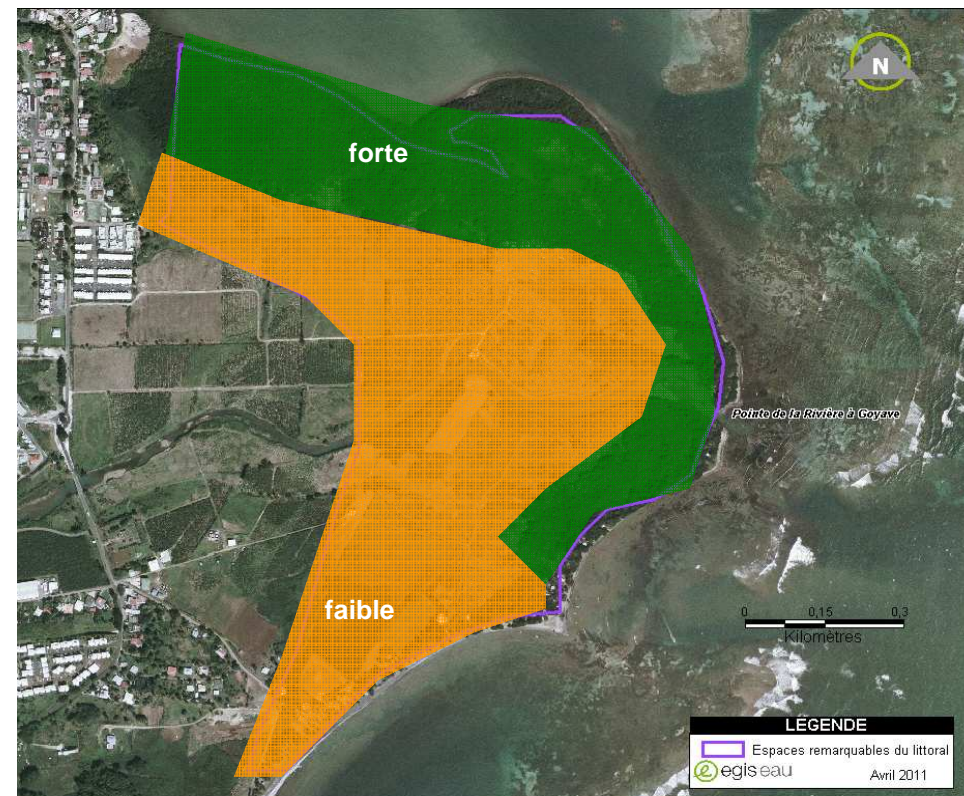 N
forte
Pointe de la Rivière à Goyave
faible
0 0,15 0,3
Kilomètres
LÉGENDE
Espaces remarquables du littoral
egis eau Avril 2011